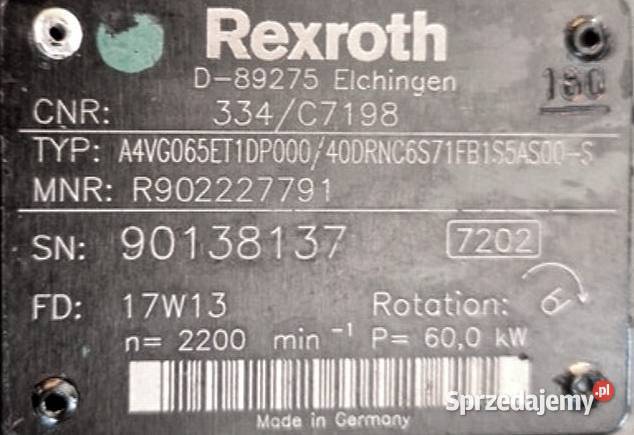 Rexroth
D-89275 Elchingen
180
CNR: 334/C7198
TYP: A4VG065ET1DP000/40DRNC6S71FB1S5AS00-S
MNR: R902227791
SN: 90138137 7202
FD: 17W13 Rotation:
n= 2200 min⁻¹ P= 60,0 kW
Made in Germany
Sprzedajemy.pl